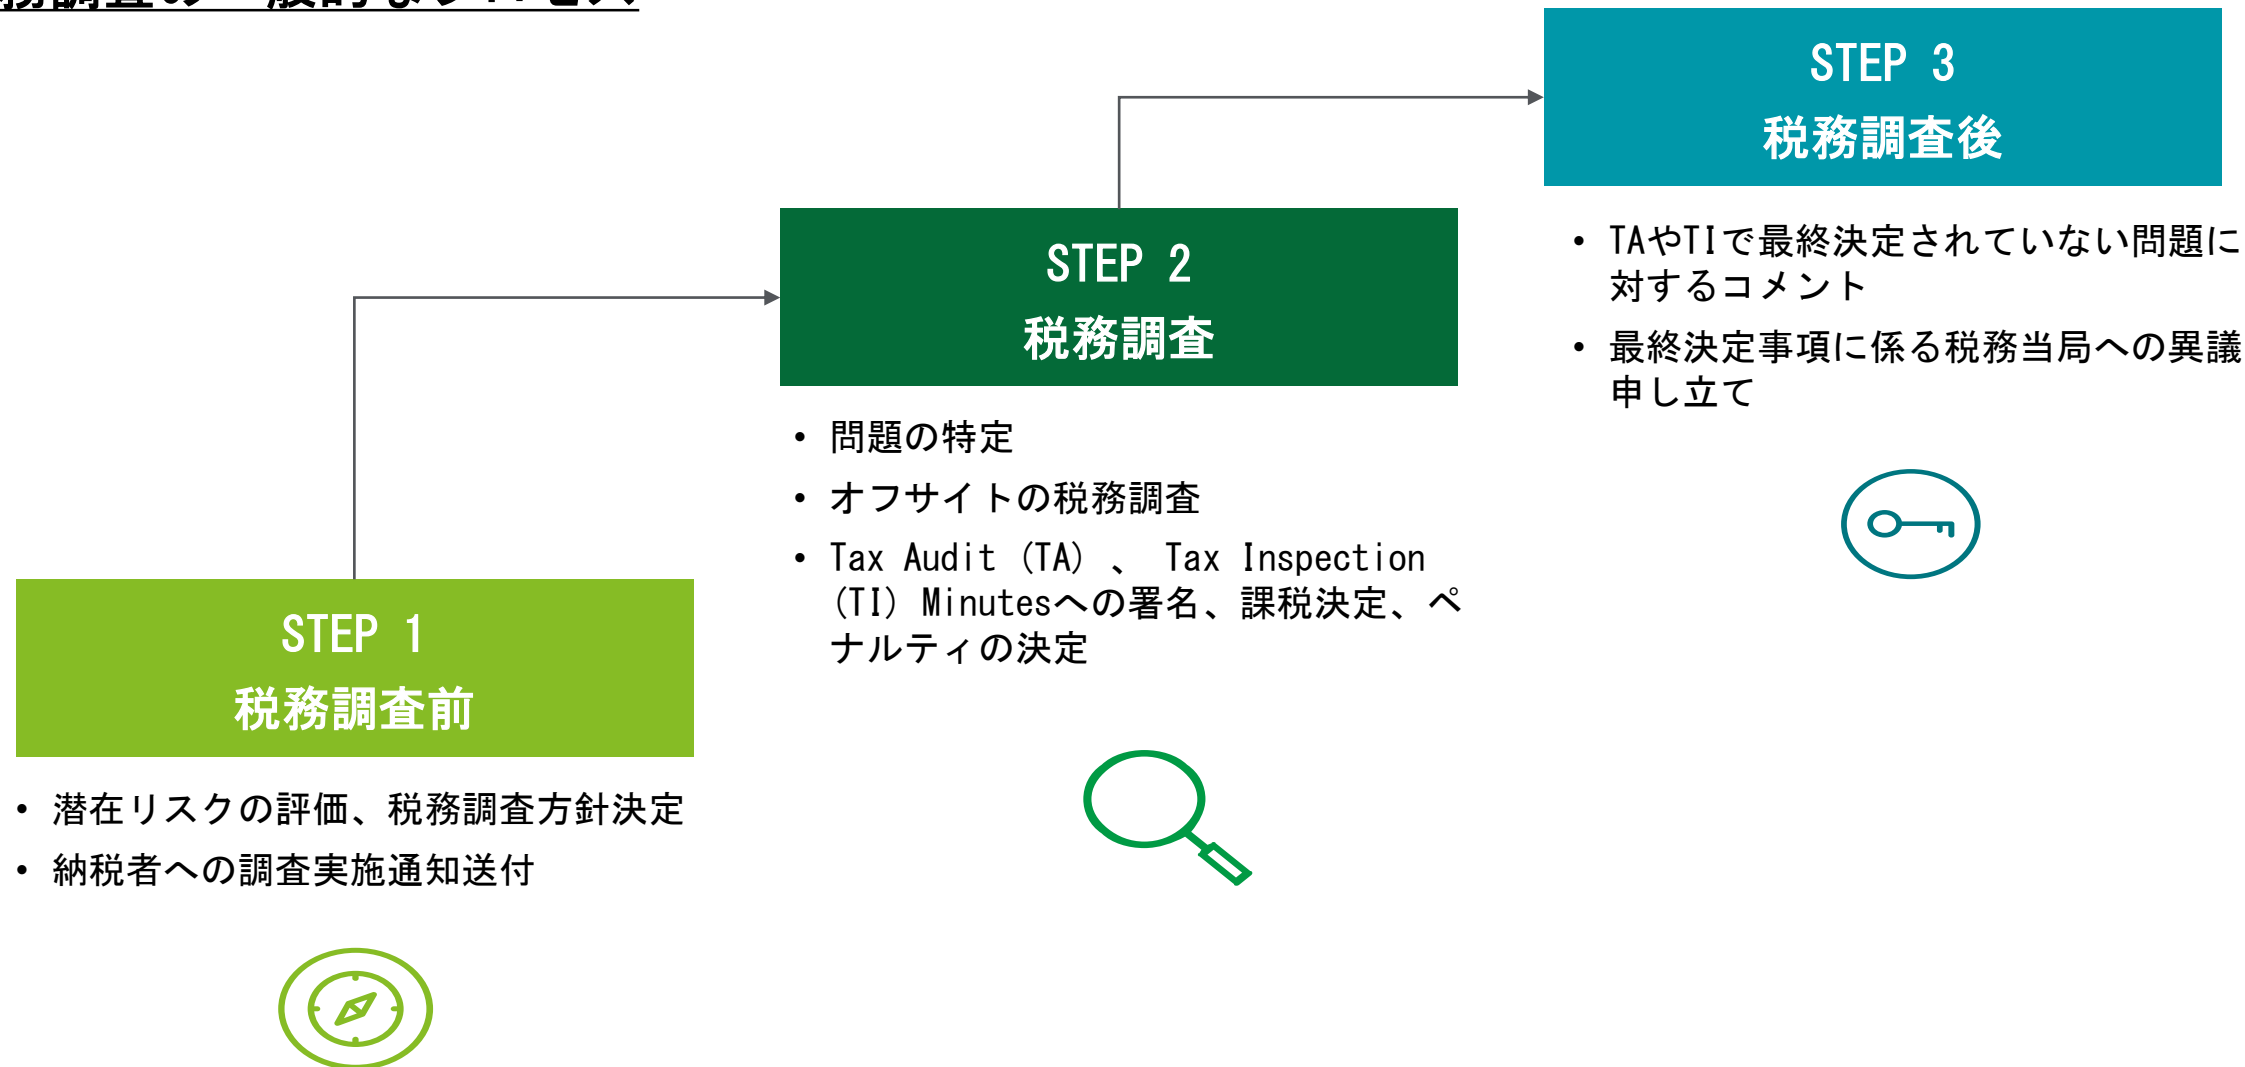 STEP 1
税務調査前
• 潜在リスクの評価、税務調査方針決定
• 納税者への調査実施通知送付
STEP 2
税務調査
• 問題の特定
• オフサイトの税務調査
• Tax Audit (TA) 、 Tax Inspection
(TI) Minutesへの署名、課税決定、ペ
ナルティの決定
STEP 3
税務調査後
• TAやTIで最終決定されていない問題に
対するコメント
• 最終決定事項に係る税務当局への異議
申し立て